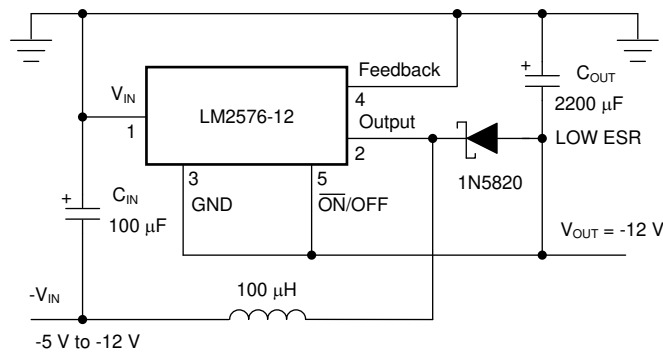 Feedback
+
C_OUT
V_IN
4
LM2576-12
2200 μF
1
Output
LOW ESR
2
3
5
+
C_IN
1N5820
GND
ON/OFF
100 μF
V_OUT = -12 V
-V_IN
100 μH
-5 V to -12 V